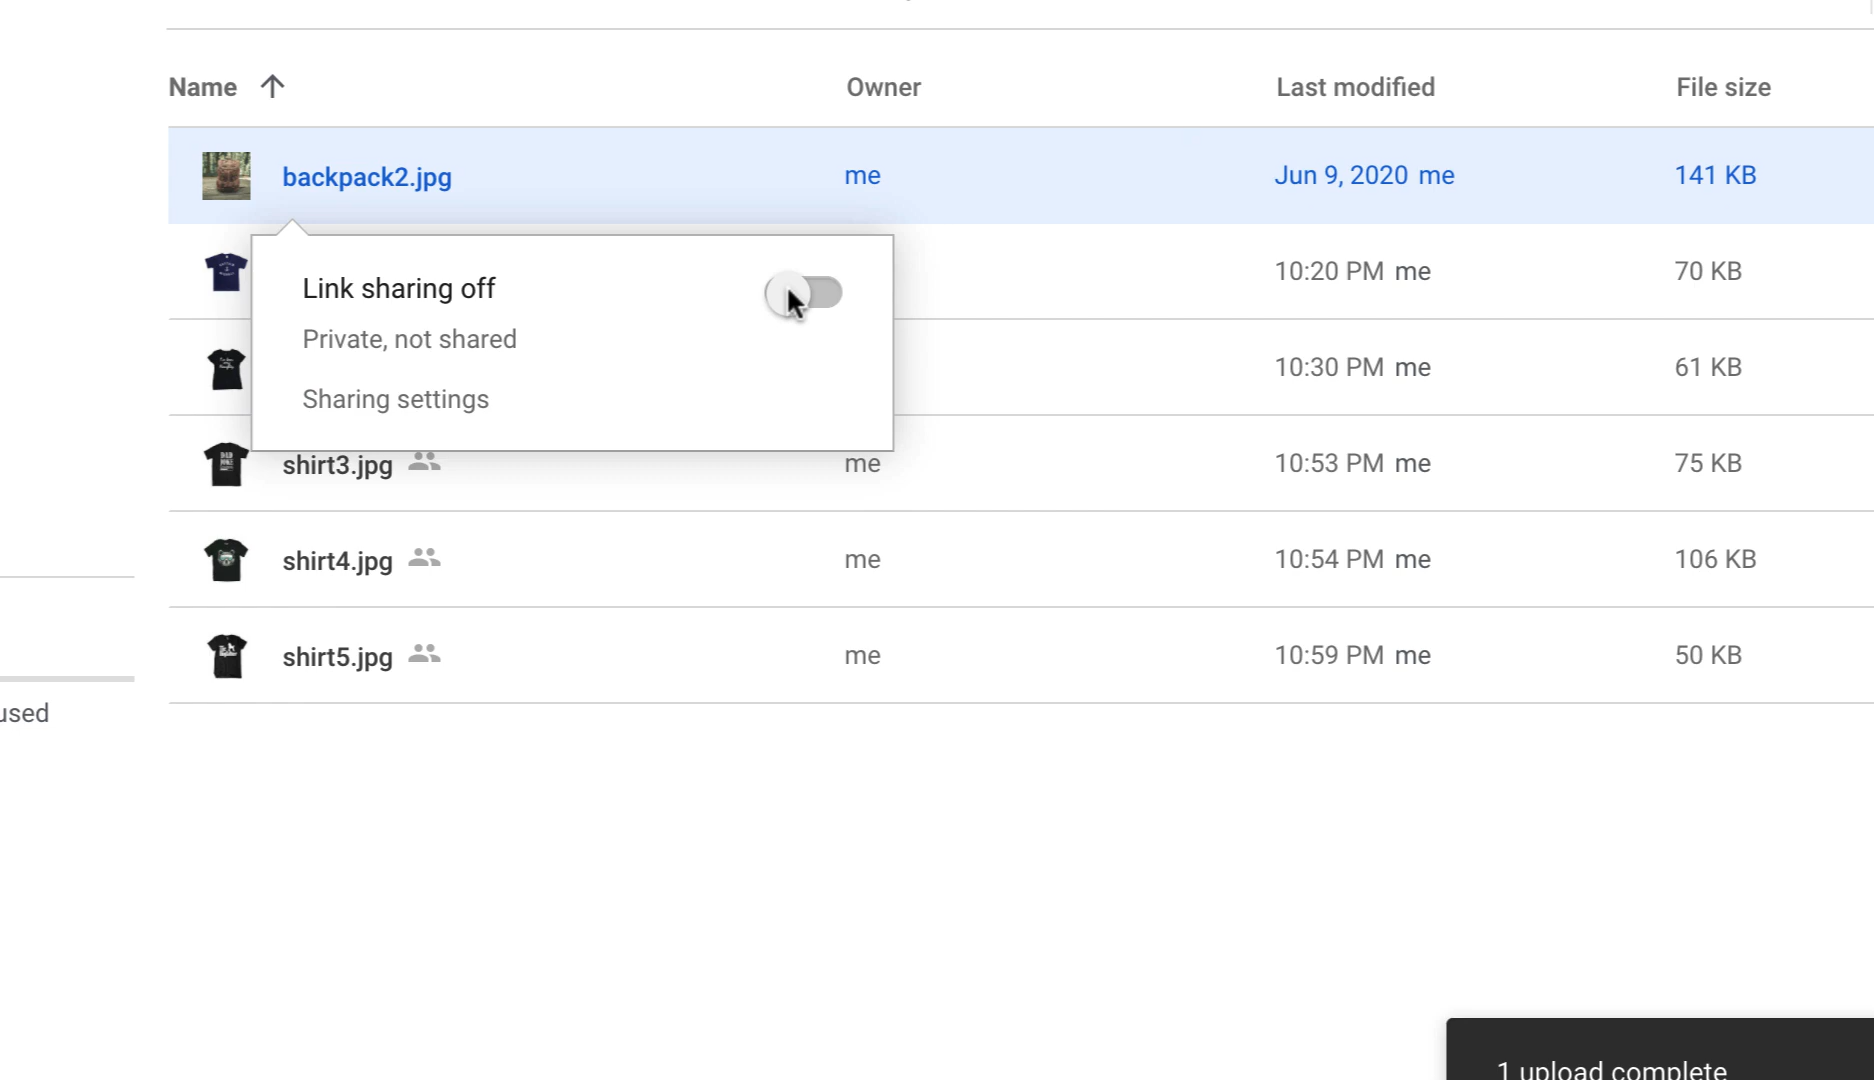 Name Owner Last modified File size
backpack2.jpg me Jun 9, 2020 me 141 KB
10:20 PM me 70 KB
Link sharing off
Private, not shared
10:30 PM me 61 KB
Sharing settings
shirt3.jpg me 10:53 PM me 75 KB
shirt4.jpg me 10:54 PM me 106 KB
shirt5.jpg me 10:59 PM me 50 KB
used
1 upload complete